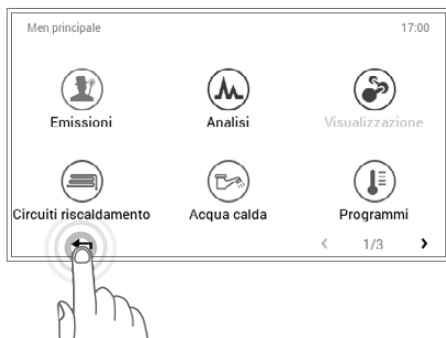 Men principale 17:00
Emissioni Analisi Visualizzazione
Circuiti riscaldamento Acqua calda Programmi
‹ 1/3 ›